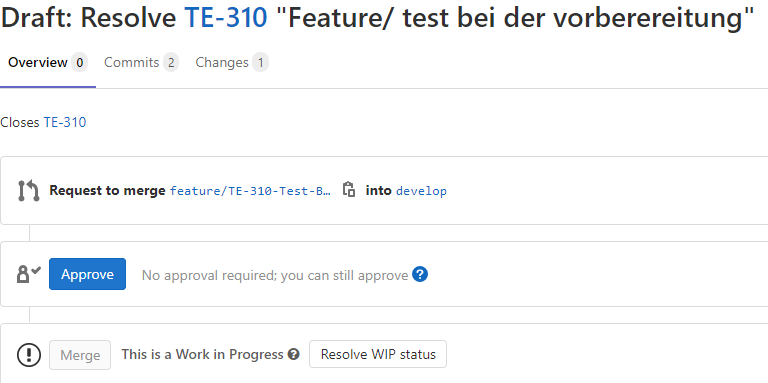 Draft: Resolve TE-310 "Feature/ test bei der vorberereitung"
Overview 0 Commits 2 Changes 1
Closes TE-310
Request to merge feature/TE-310-Test-B… into develop
Approve No approval required; you can still approve ?
Merge This is a Work in Progress ? Resolve WIP status